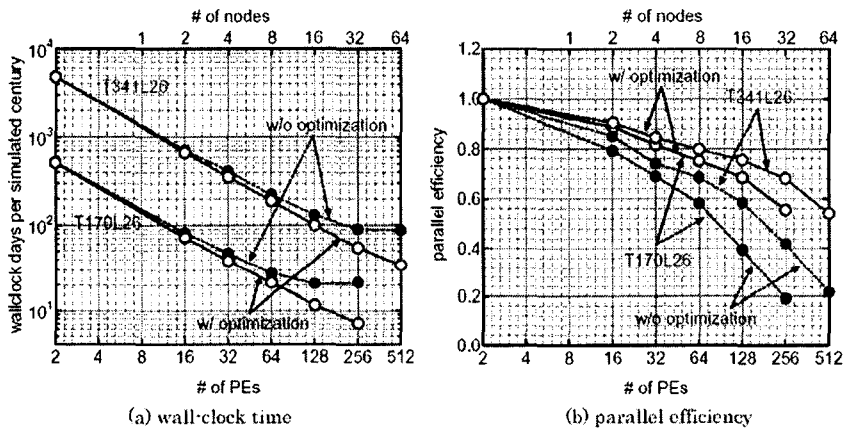 # of nodes
1 2 4 8 16 32 64
10^4
10^3
10^2
10^1
wallclock days per simulated century
T341L26
w/o optimization
T170L26
w/ optimization
2 4 8 16 32 64 128 256 512
# of PEs
(a) wall-clock time
# of nodes
1 2 4 8 16 32 64
1.2
1.0
0.8
0.6
0.4
0.2
0.0
parallel efficiency
w/ optimization
T341L26
T170L26
w/o optimization
2 4 8 16 32 64 128 256 512
# of PEs
(b) parallel efficiency